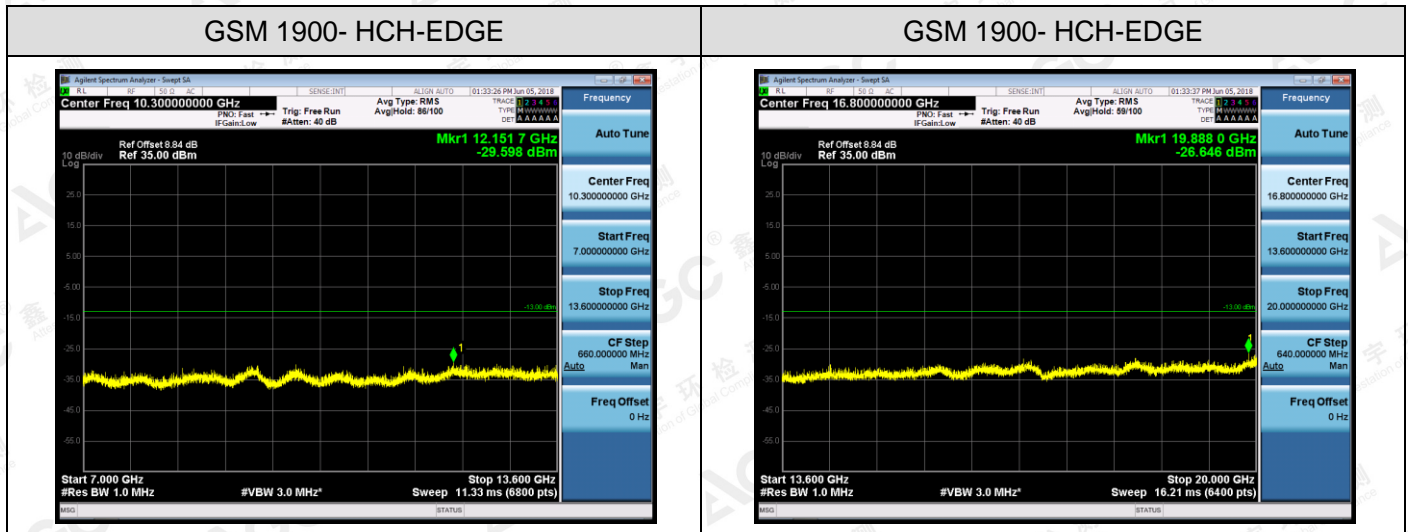 GSM 1900- HCH-EDGE
GSM 1900- HCH-EDGE
Agilent Spectrum Analyzer - Swept SA
RL RF 50 Ω AC SENSE:INT ALIGN AUTO 01:33:26 PM Jun 05, 2018
Center Freq 10.300000000 GHz
PNO: Fast
IFGain:Low
Trig: Free Run
#Atten: 40 dB
Avg Type: RMS
Avg|Hold: 86/100
TRACE 1 2 3 4 5 6
TYPE M W W W W W
DET A A A A A A
Mkr1 12.151 7 GHz
-29.598 dBm
Ref Offset 8.84 dB
10 dB/div Ref 35.00 dBm
Log
25.0
15.0
5.00
-5.00
-13.00 dBm
-15.0
-25.0
1
-35.0
-45.0
-55.0
Start 7.000 GHz Stop 13.600 GHz
#Res BW 1.0 MHz #VBW 3.0 MHz* Sweep 11.33 ms (6800 pts)
MSG STATUS
Frequency
Auto Tune
Center Freq
10.300000000 GHz
Start Freq
7.000000000 GHz
Stop Freq
13.600000000 GHz
CF Step
660.000000 MHz
Auto Man
Freq Offset
0 Hz
Agilent Spectrum Analyzer - Swept SA
RL RF 50 Ω AC SENSE:INT ALIGN AUTO 01:33:37 PM Jun 05, 2018
Center Freq 16.800000000 GHz
PNO: Fast
IFGain:Low
Trig: Free Run
#Atten: 40 dB
Avg Type: RMS
Avg|Hold: 59/100
TRACE 1 2 3 4 5 6
TYPE M W W W W W
DET A A A A A A
Mkr1 19.888 0 GHz
-26.646 dBm
Ref Offset 8.84 dB
10 dB/div Ref 35.00 dBm
Log
25.0
15.0
5.00
-5.00
-13.00 dBm
-15.0
-25.0
1
-35.0
-45.0
-55.0
Start 13.600 GHz Stop 20.000 GHz
#Res BW 1.0 MHz #VBW 3.0 MHz* Sweep 16.21 ms (6400 pts)
MSG STATUS
Frequency
Auto Tune
Center Freq
16.800000000 GHz
Start Freq
13.600000000 GHz
Stop Freq
20.000000000 GHz
CF Step
640.000000 MHz
Auto Man
Freq Offset
0 Hz